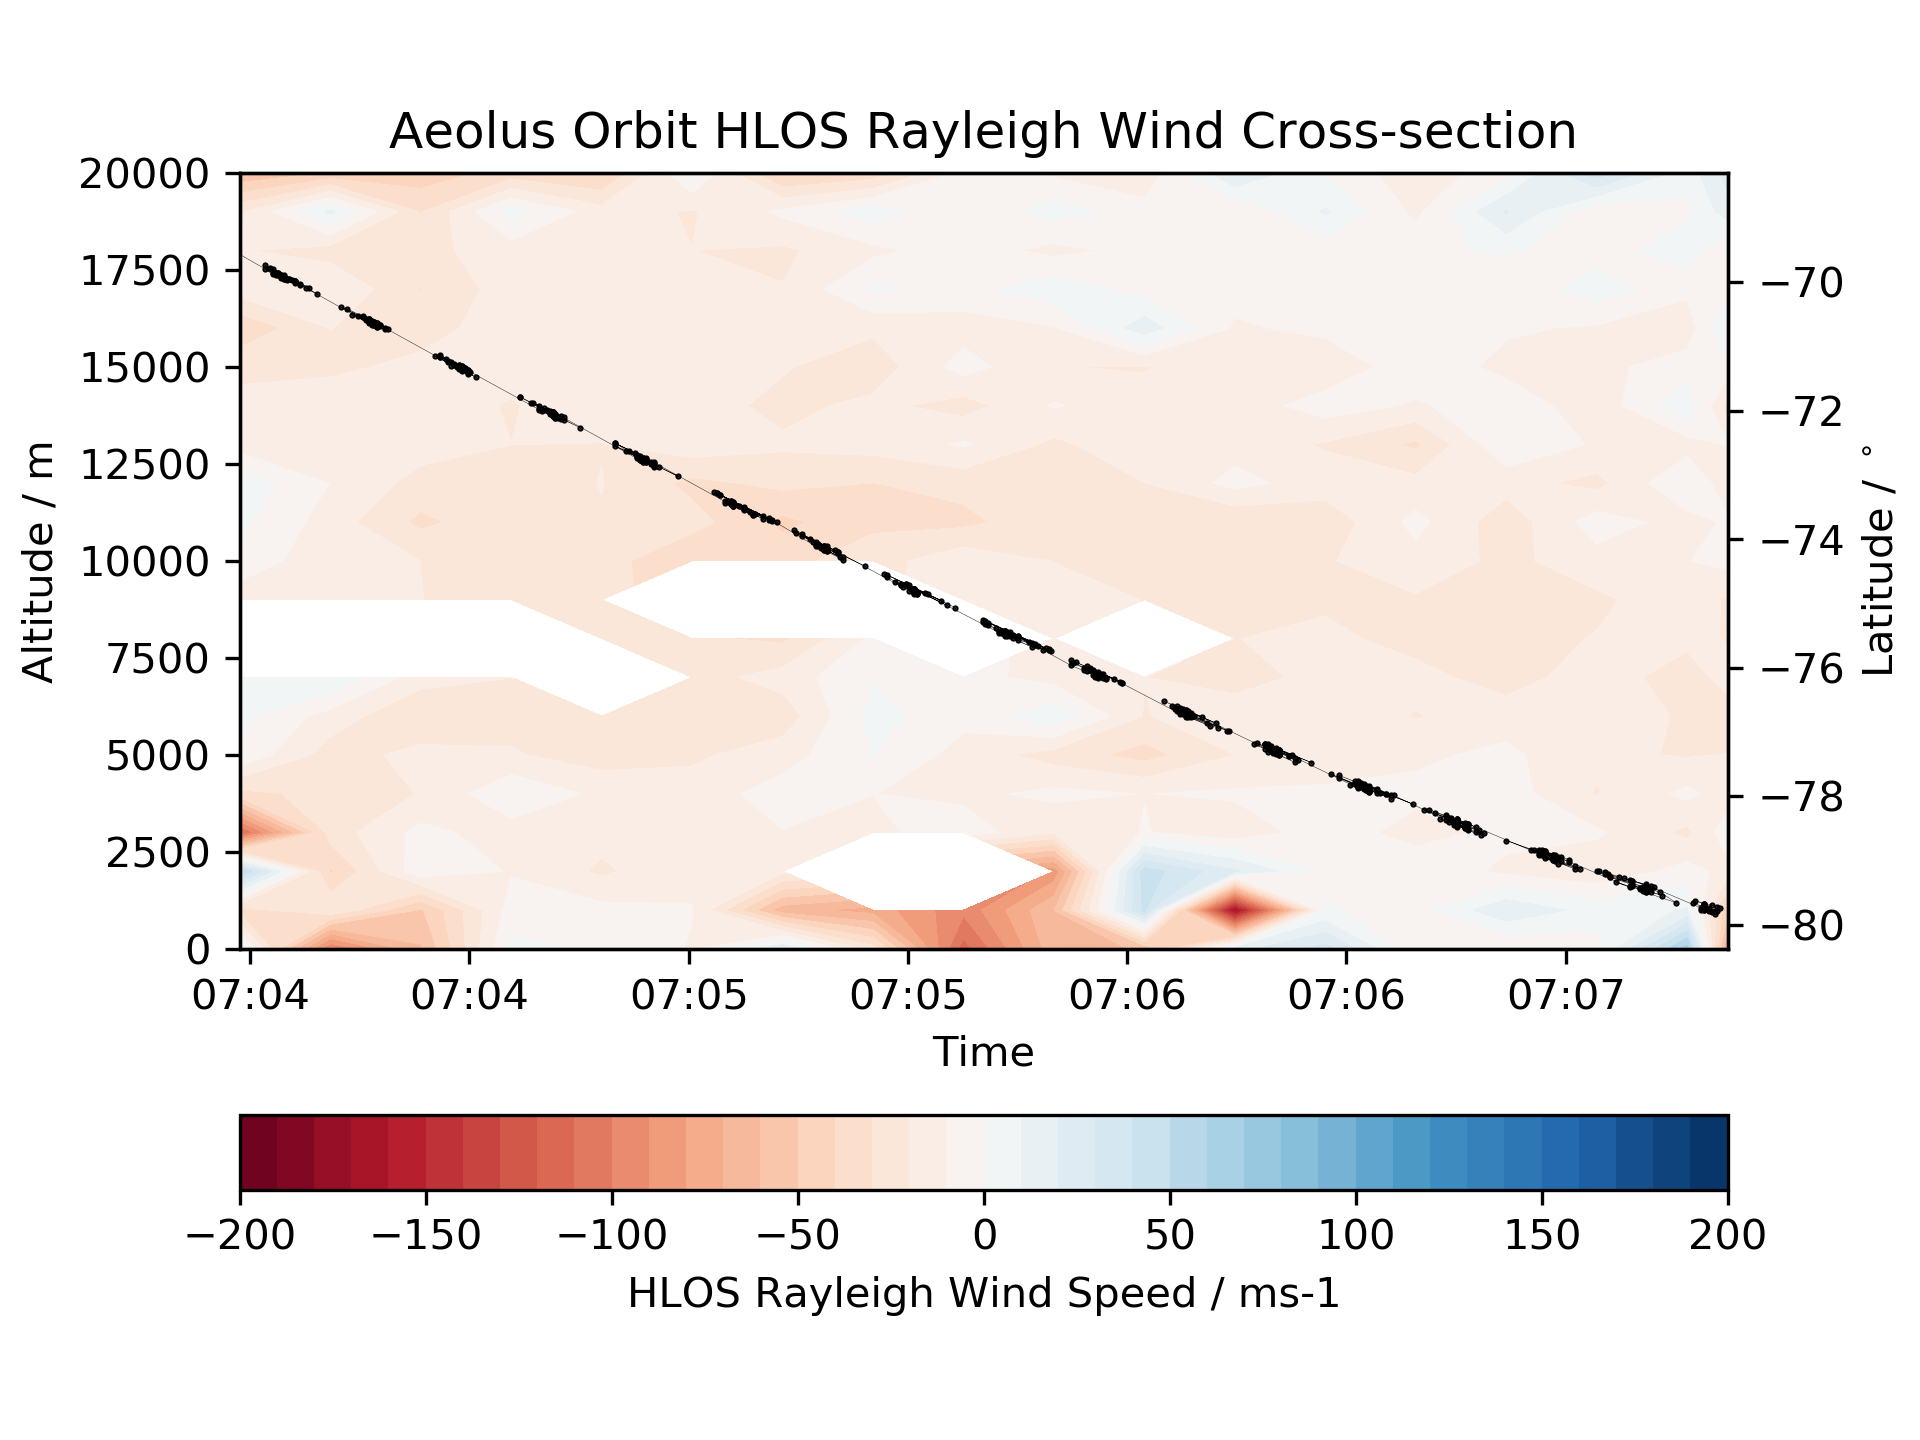 Aeolus Orbit HLOS Rayleigh Wind Cross-section
20000
17500
15000
12500
10000
7500
5000
2500
0
Altitude / m
−70
−72
−74
−76
−78
−80
Latitude / °
07:04 07:04 07:05 07:05 07:06 07:06 07:07
Time
−200 −150 −100 −50 0 50 100 150 200
HLOS Rayleigh Wind Speed / ms-1